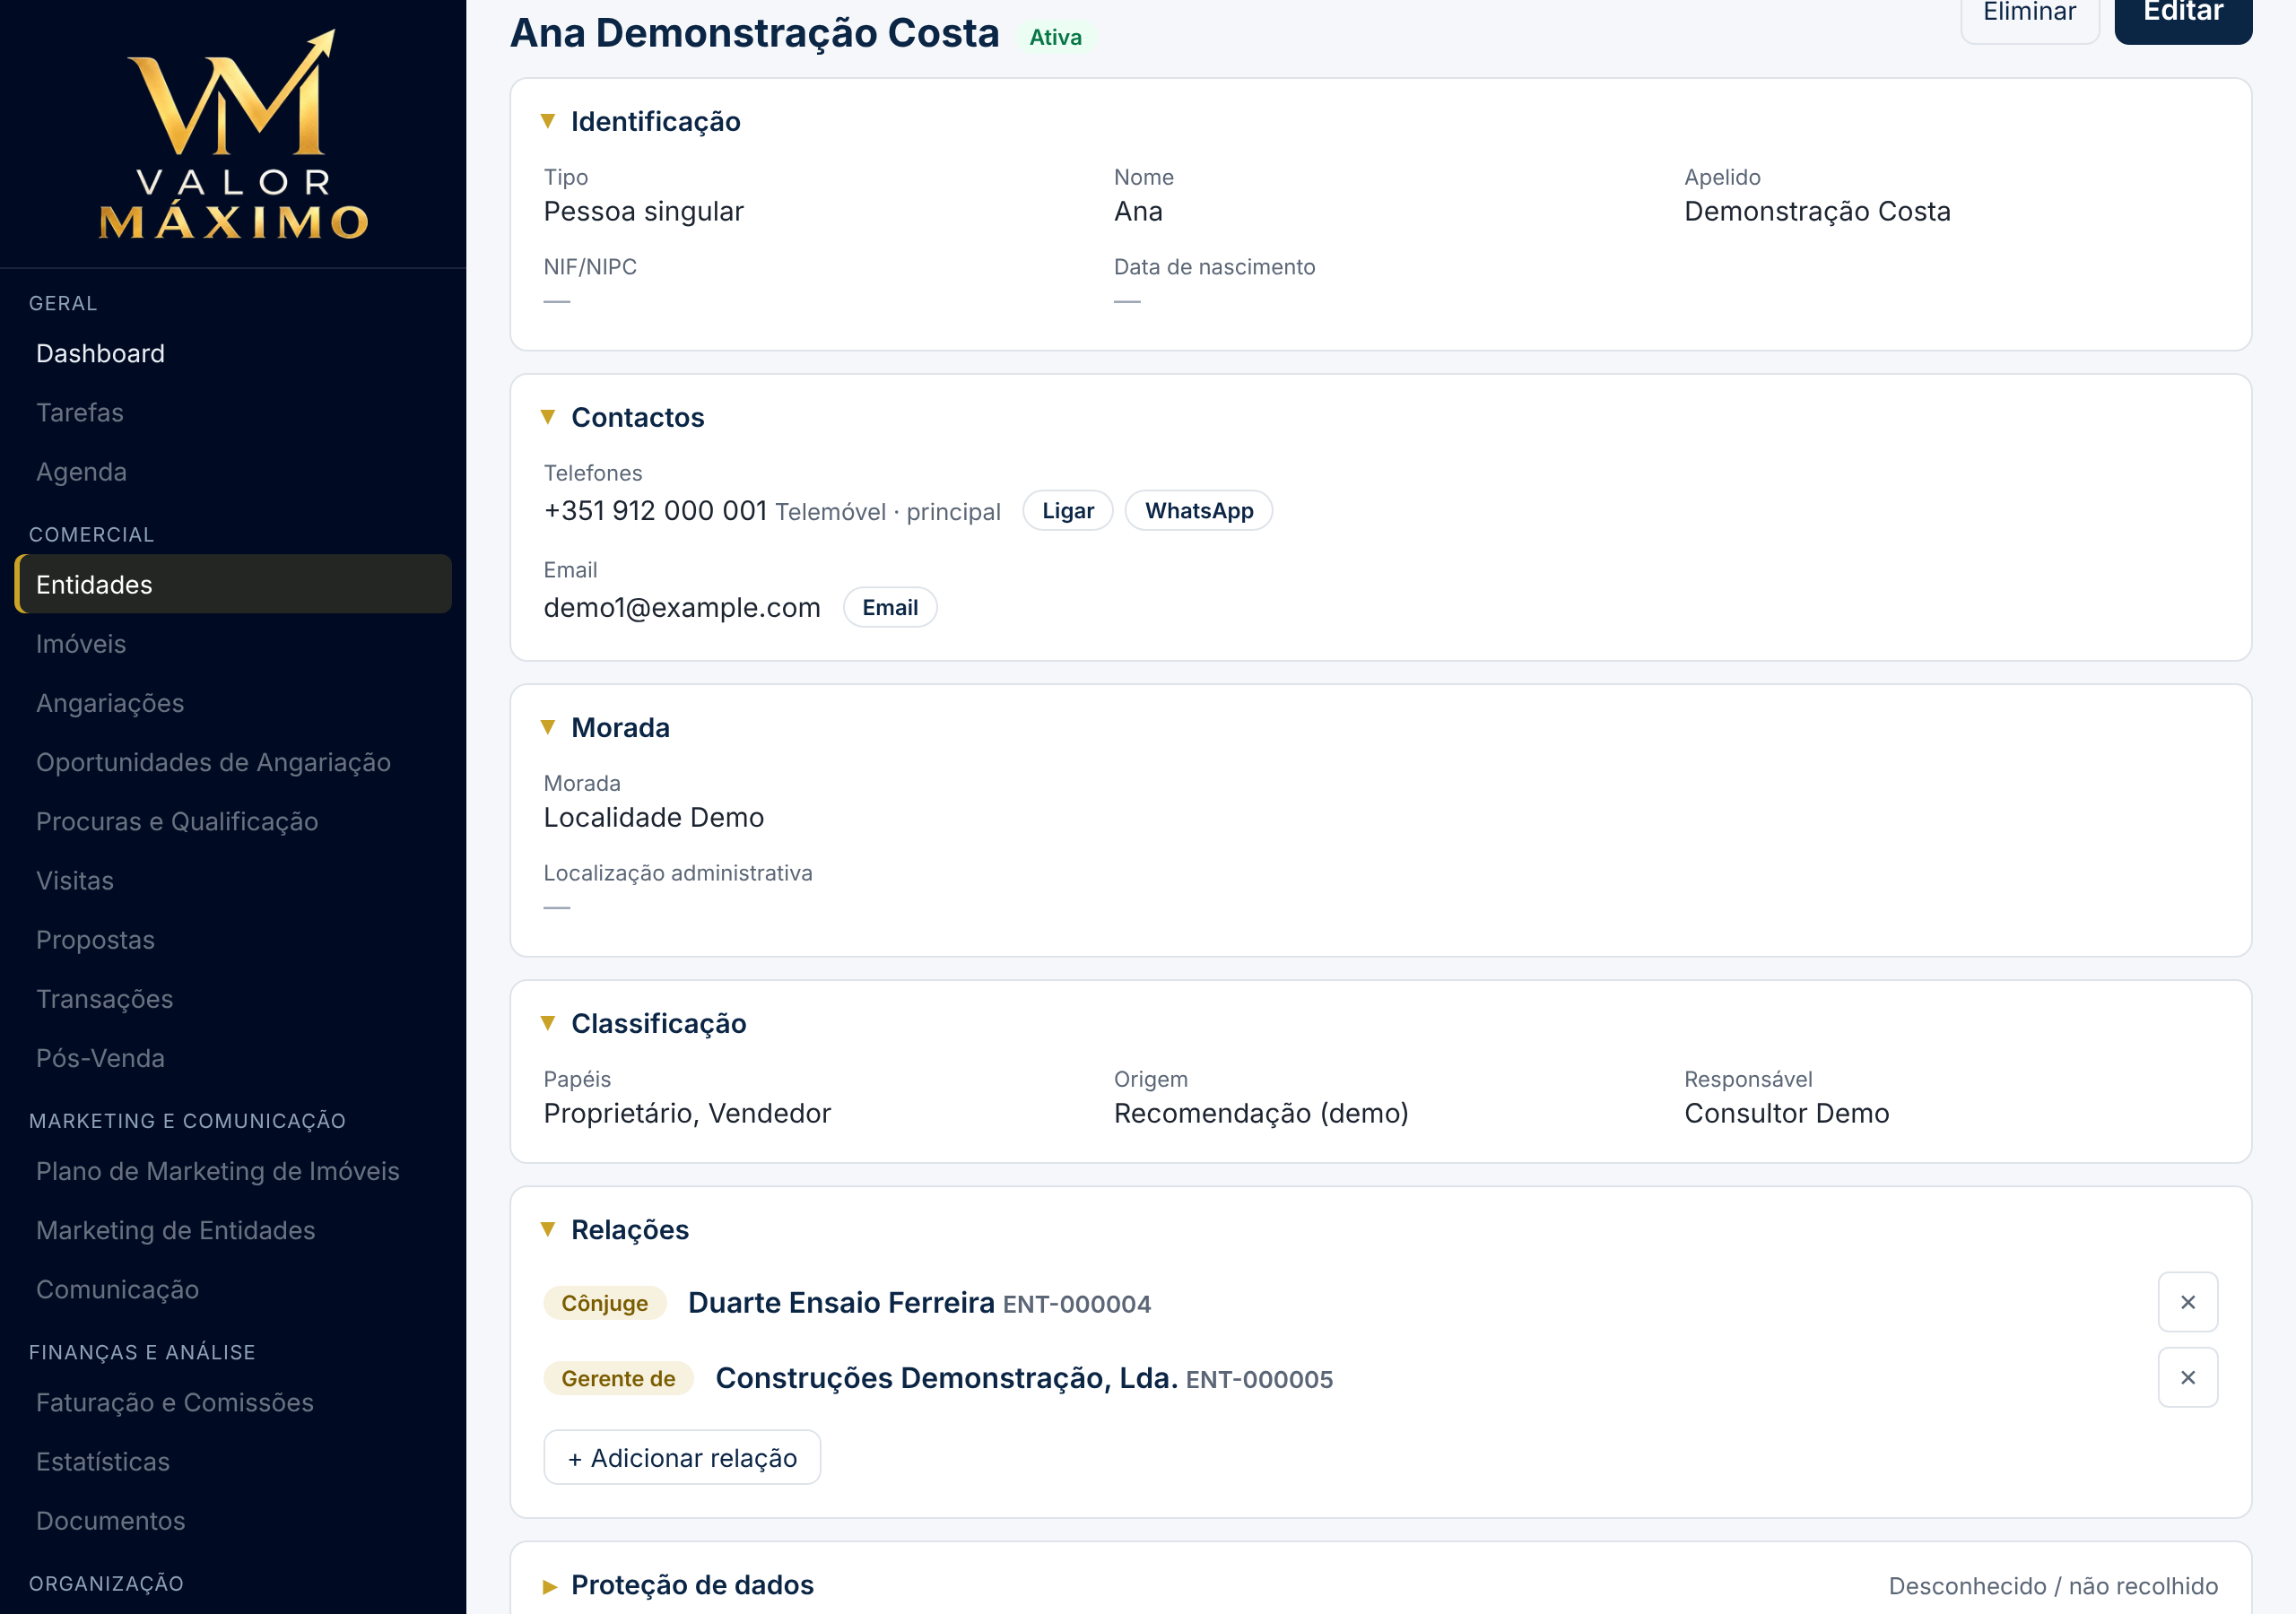 VM
VALOR
MÁXIMO
GERAL
Dashboard
Tarefas
Agenda
COMERCIAL
Entidades
Imóveis
Angariações
Oportunidades de Angariação
Procuras e Qualificação
Visitas
Propostas
Transações
Pós-Venda
MARKETING E COMUNICAÇÃO
Plano de Marketing de Imóveis
Marketing de Entidades
Comunicação
FINANÇAS E ANÁLISE
Faturação e Comissões
Estatísticas
Documentos
ORGANIZAÇÃO
Ana Demonstração Costa Ativa
Eliminar Editar
▼ Identificação
Tipo Nome Apelido
Pessoa singular Ana Demonstração Costa
NIF/NIPC Data de nascimento
— —
▼ Contactos
Telefones
+351 912 000 001 Telemóvel · principal Ligar WhatsApp
Email
demo1@example.com Email
▼ Morada
Morada
Localidade Demo
Localização administrativa
—
▼ Classificação
Papéis Origem Responsável
Proprietário, Vendedor Recomendação (demo) Consultor Demo
▼ Relações
Cônjuge Duarte Ensaio Ferreira ENT-000004 ×
Gerente de Construções Demonstração, Lda. ENT-000005 ×
+ Adicionar relação
► Proteção de dados Desconhecido / não recolhido